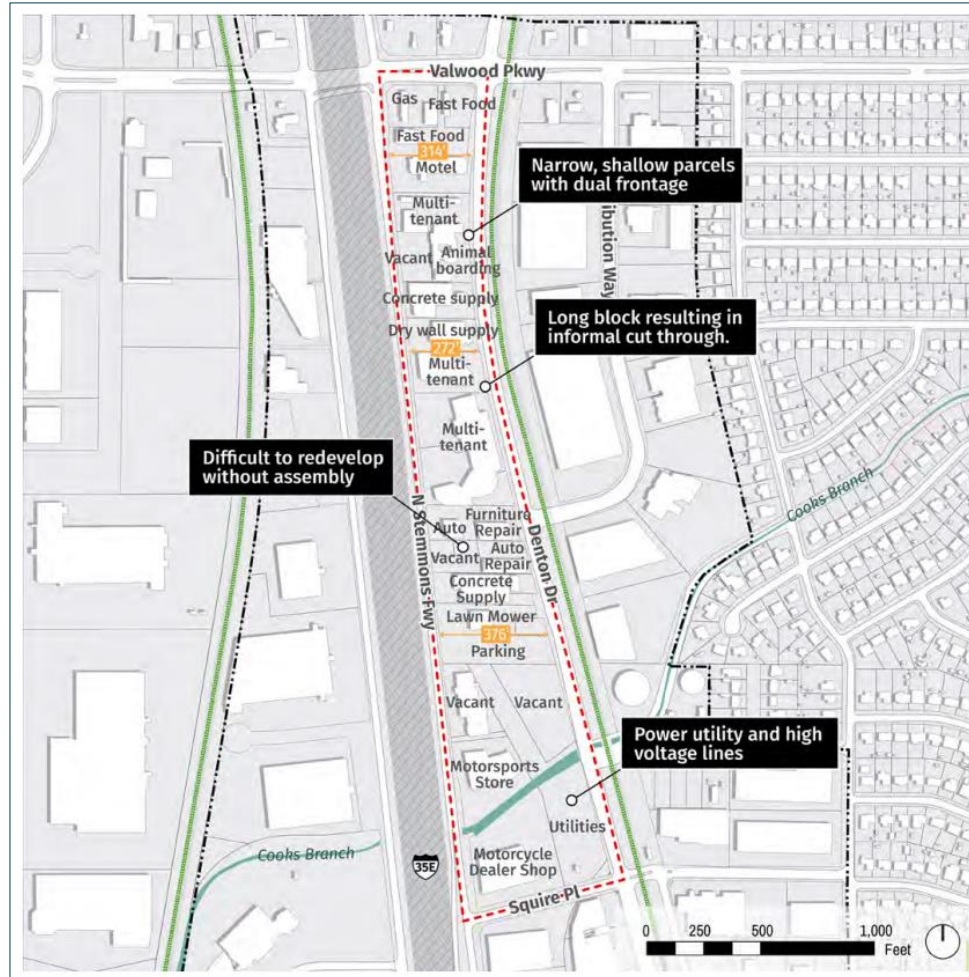 Valwood Pkwy
Gas
Fast Food
Fast Food
314'
Motel
Narrow, shallow parcels
with dual frontage
Multi-
tenant
ibution Way
Vacant
Animal
boarding
Concrete supply
Long block resulting in
informal cut through.
Dry wall supply
272'
Multi-
tenant
Multi-
tenant
Difficult to redevelop
without assembly
N Stemmons Fwy
Denton Dr
Cooks Branch
Furniture
Repair
Auto
Vacant
Auto
Repair
Concrete
Supply
Lawn Mower
376'
Parking
Vacant
Vacant
Power utility and high
voltage lines
Motorsports
Store
Utilities
Cooks Branch
35E
Motorcycle
Dealer Shop
Squire Pl
0 250 500 1,000
Feet